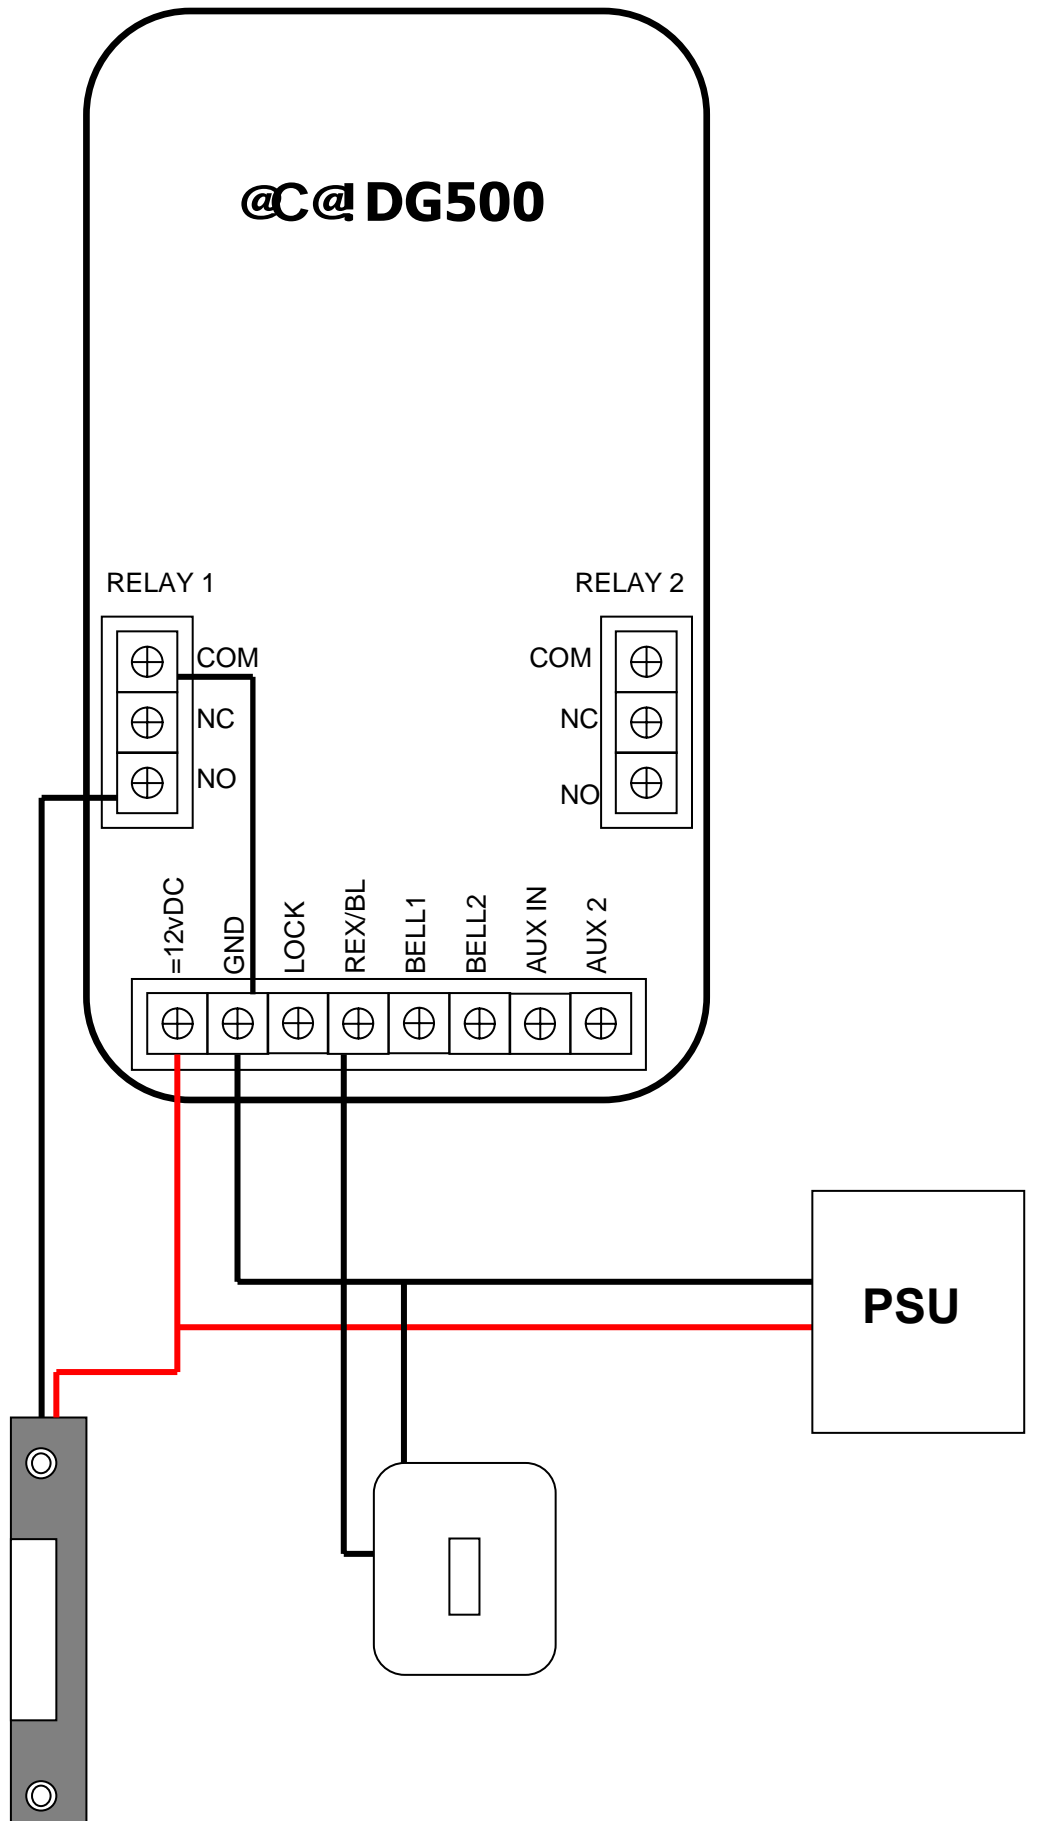 @C@! DG500
RELAY 1
RELAY 2
COM
NC
NO
COM
NC
NO
=12vDC
GND
LOCK
REX/BL
BELL1
BELL2
AUX IN
AUX 2
PSU